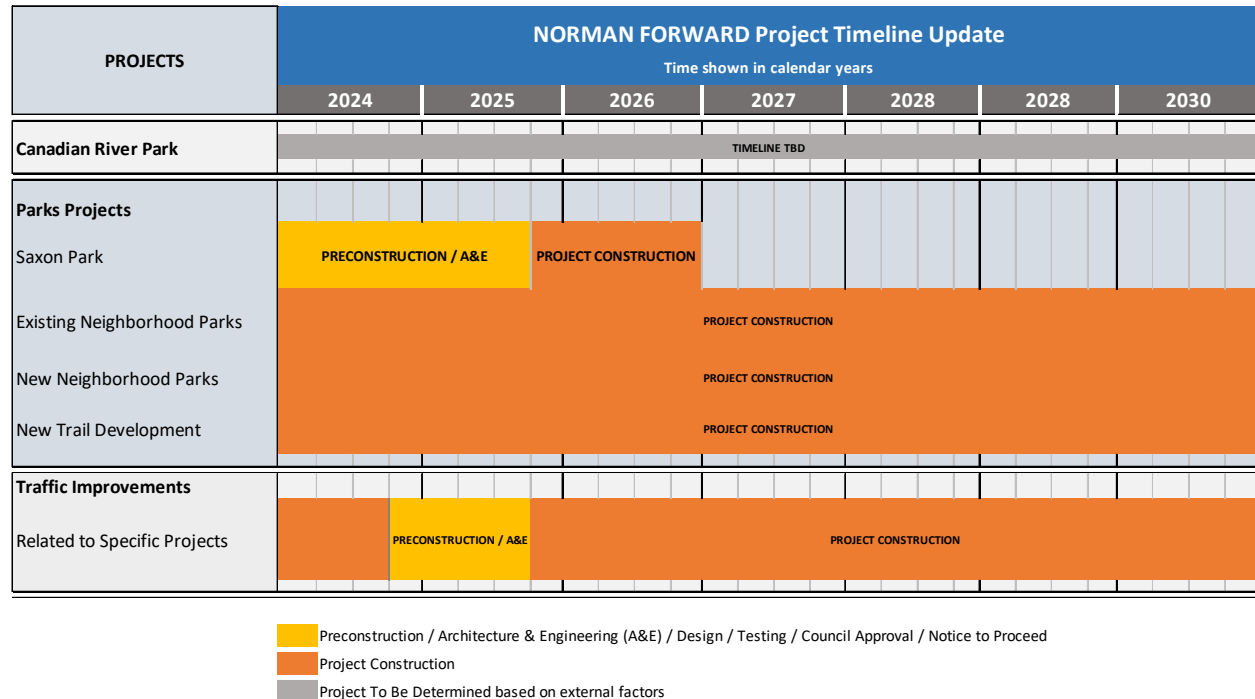 PROJECTS
NORMAN FORWARD Project Timeline Update
Time shown in calendar years
2024 2025 2026 2027 2028 2028 2030
Canadian River Park TIMELINE TBD
Parks Projects
Saxon Park PRECONSTRUCTION / A&E PROJECT CONSTRUCTION
Existing Neighborhood Parks PROJECT CONSTRUCTION
New Neighborhood Parks PROJECT CONSTRUCTION
New Trail Development PROJECT CONSTRUCTION
Traffic Improvements
Related to Specific Projects PRECONSTRUCTION / A&E PROJECT CONSTRUCTION
Preconstruction / Architecture & Engineering (A&E) / Design / Testing / Council Approval / Notice to Proceed
Project Construction
Project To Be Determined based on external factors